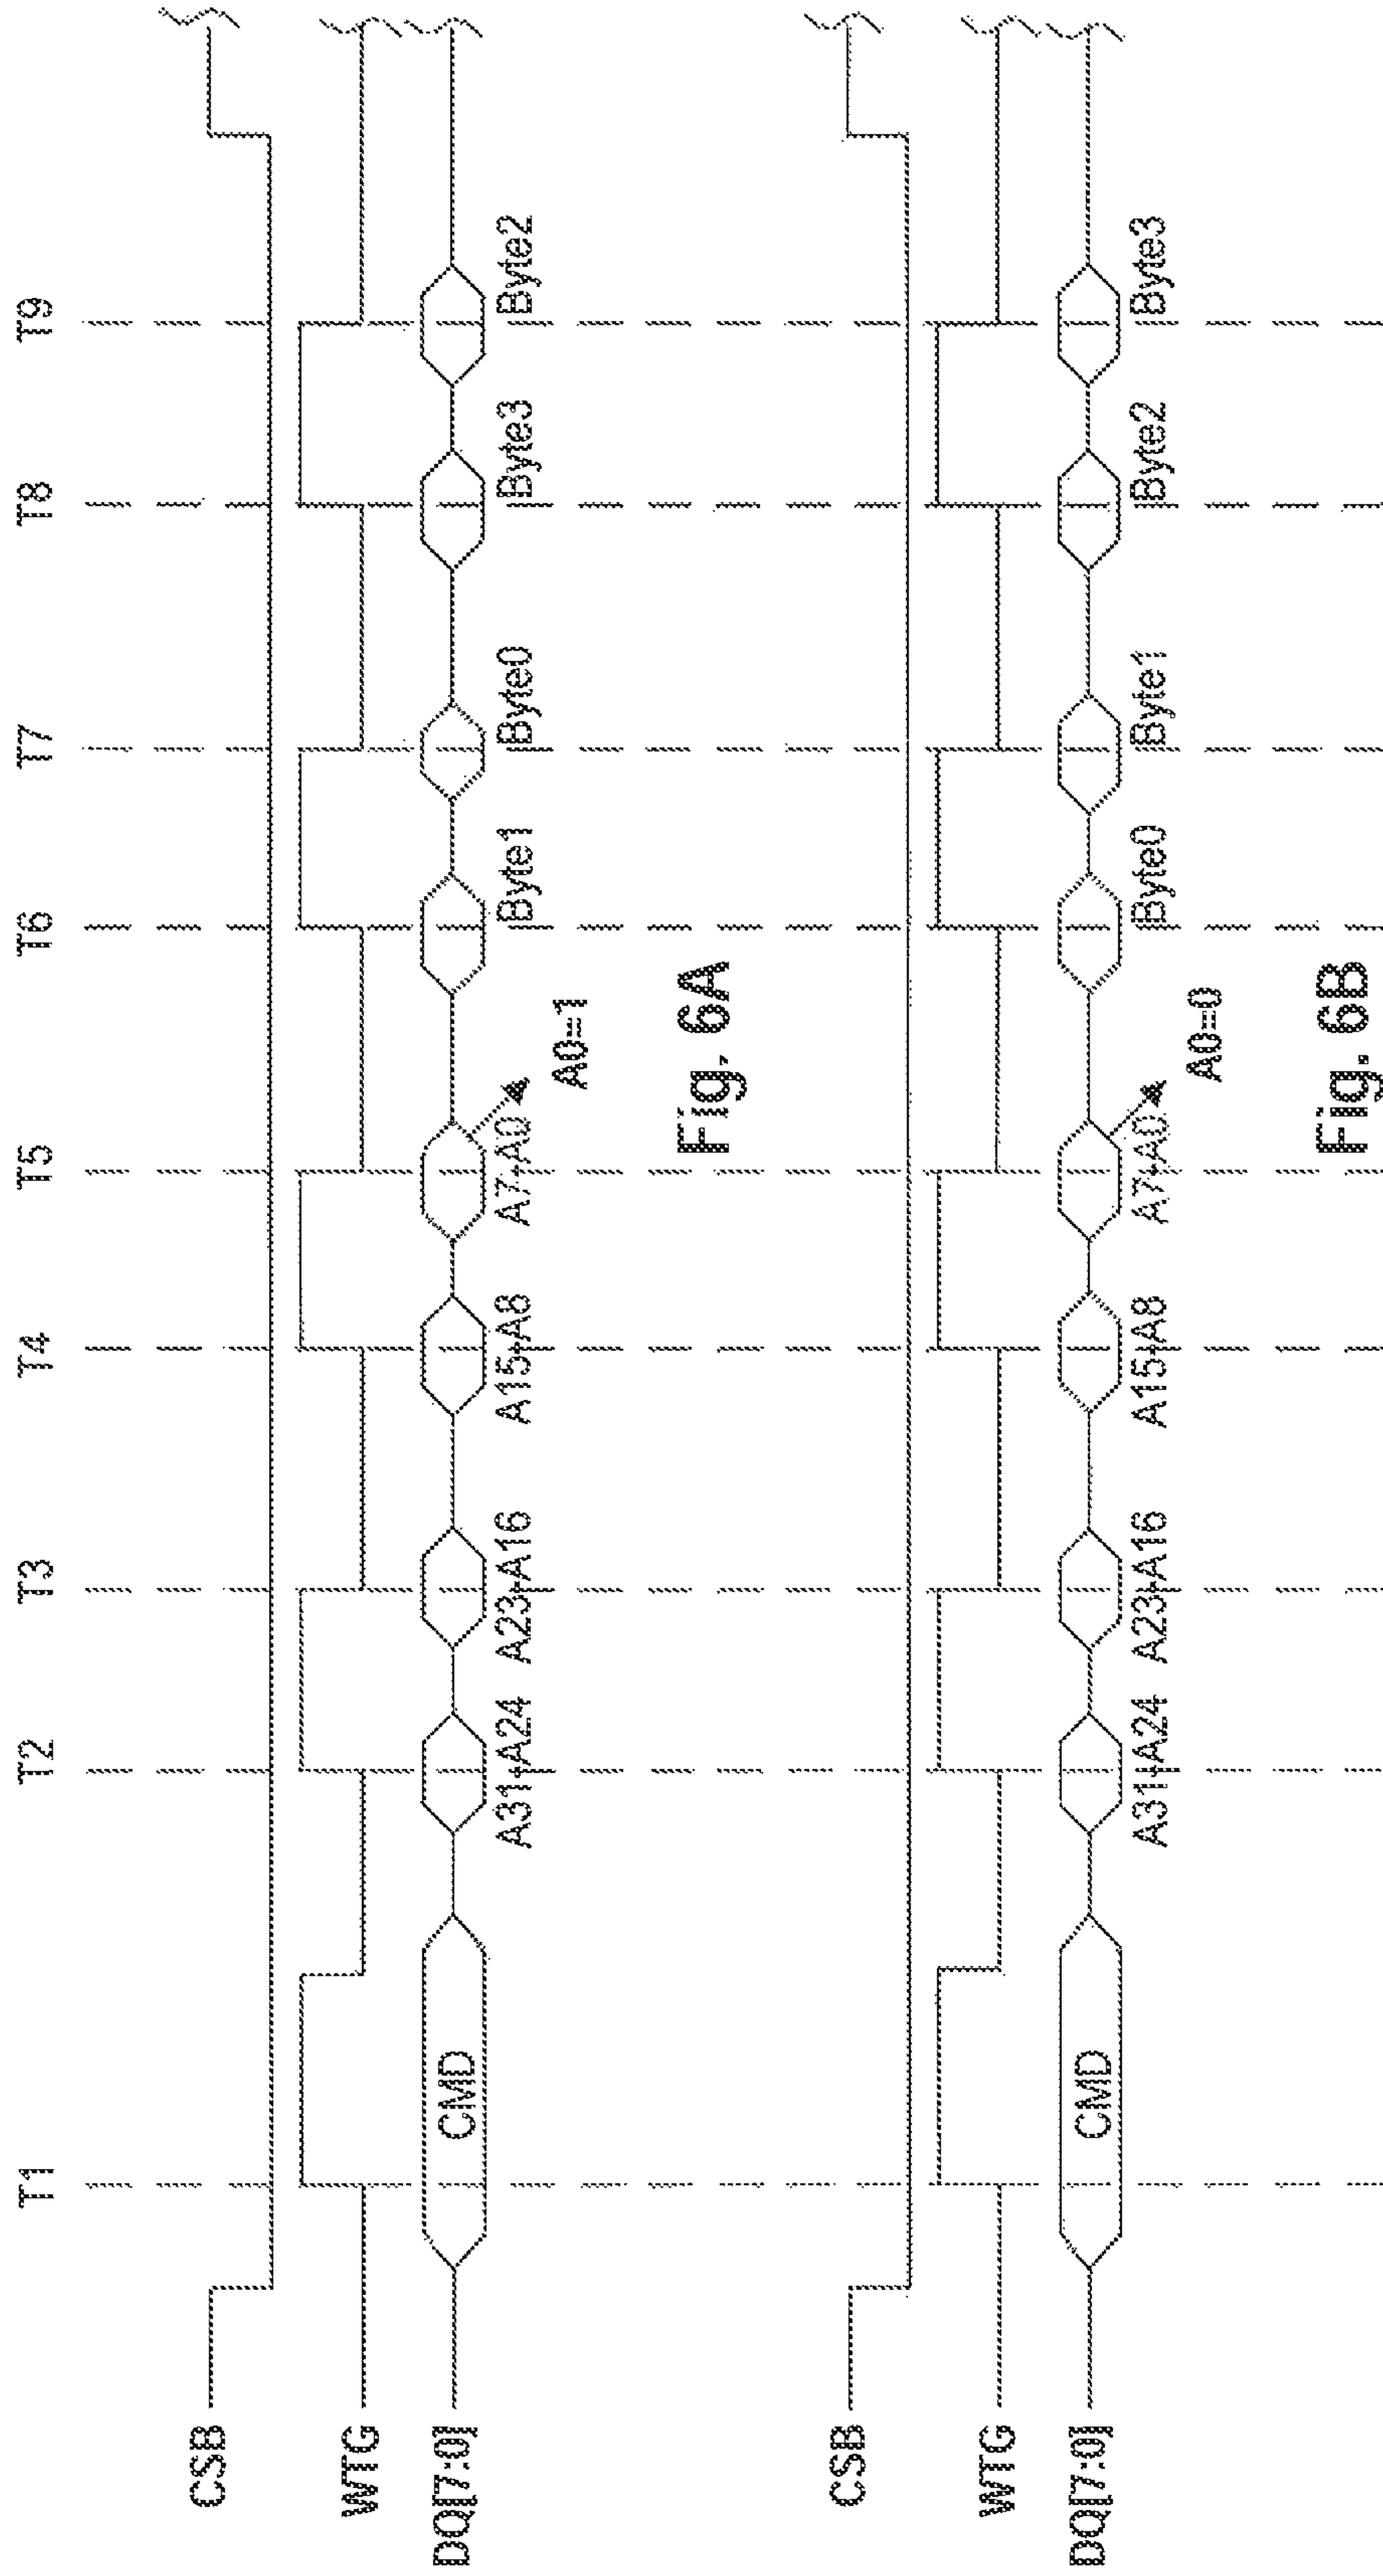 T1 T2 T3 T4 T5 T6 T7 T8 T9
CSB
WTG
DQ[7:0]
CMD
A31-A24 A23-A16 A15-A8 A7-A0 Byte1 Byte0 Byte3 Byte2
A0=1
Fig. 6A
CSB
WTG
DQ[7:0]
CMD
A31-A24 A23-A16 A15-A8 A7-A0 Byte0 Byte1 Byte2 Byte3
A0=0
Fig. 6B